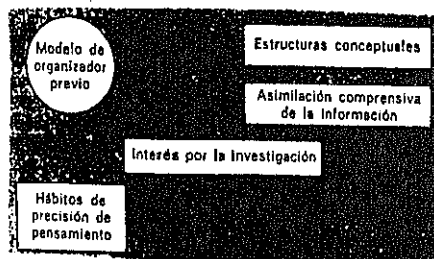 Modelo de
organizador
previo
Estructuras conceptuales
Asimilación comprensiva
de la Información
Interés por la Investigación
Hábitos de
precisión de
pensamiento